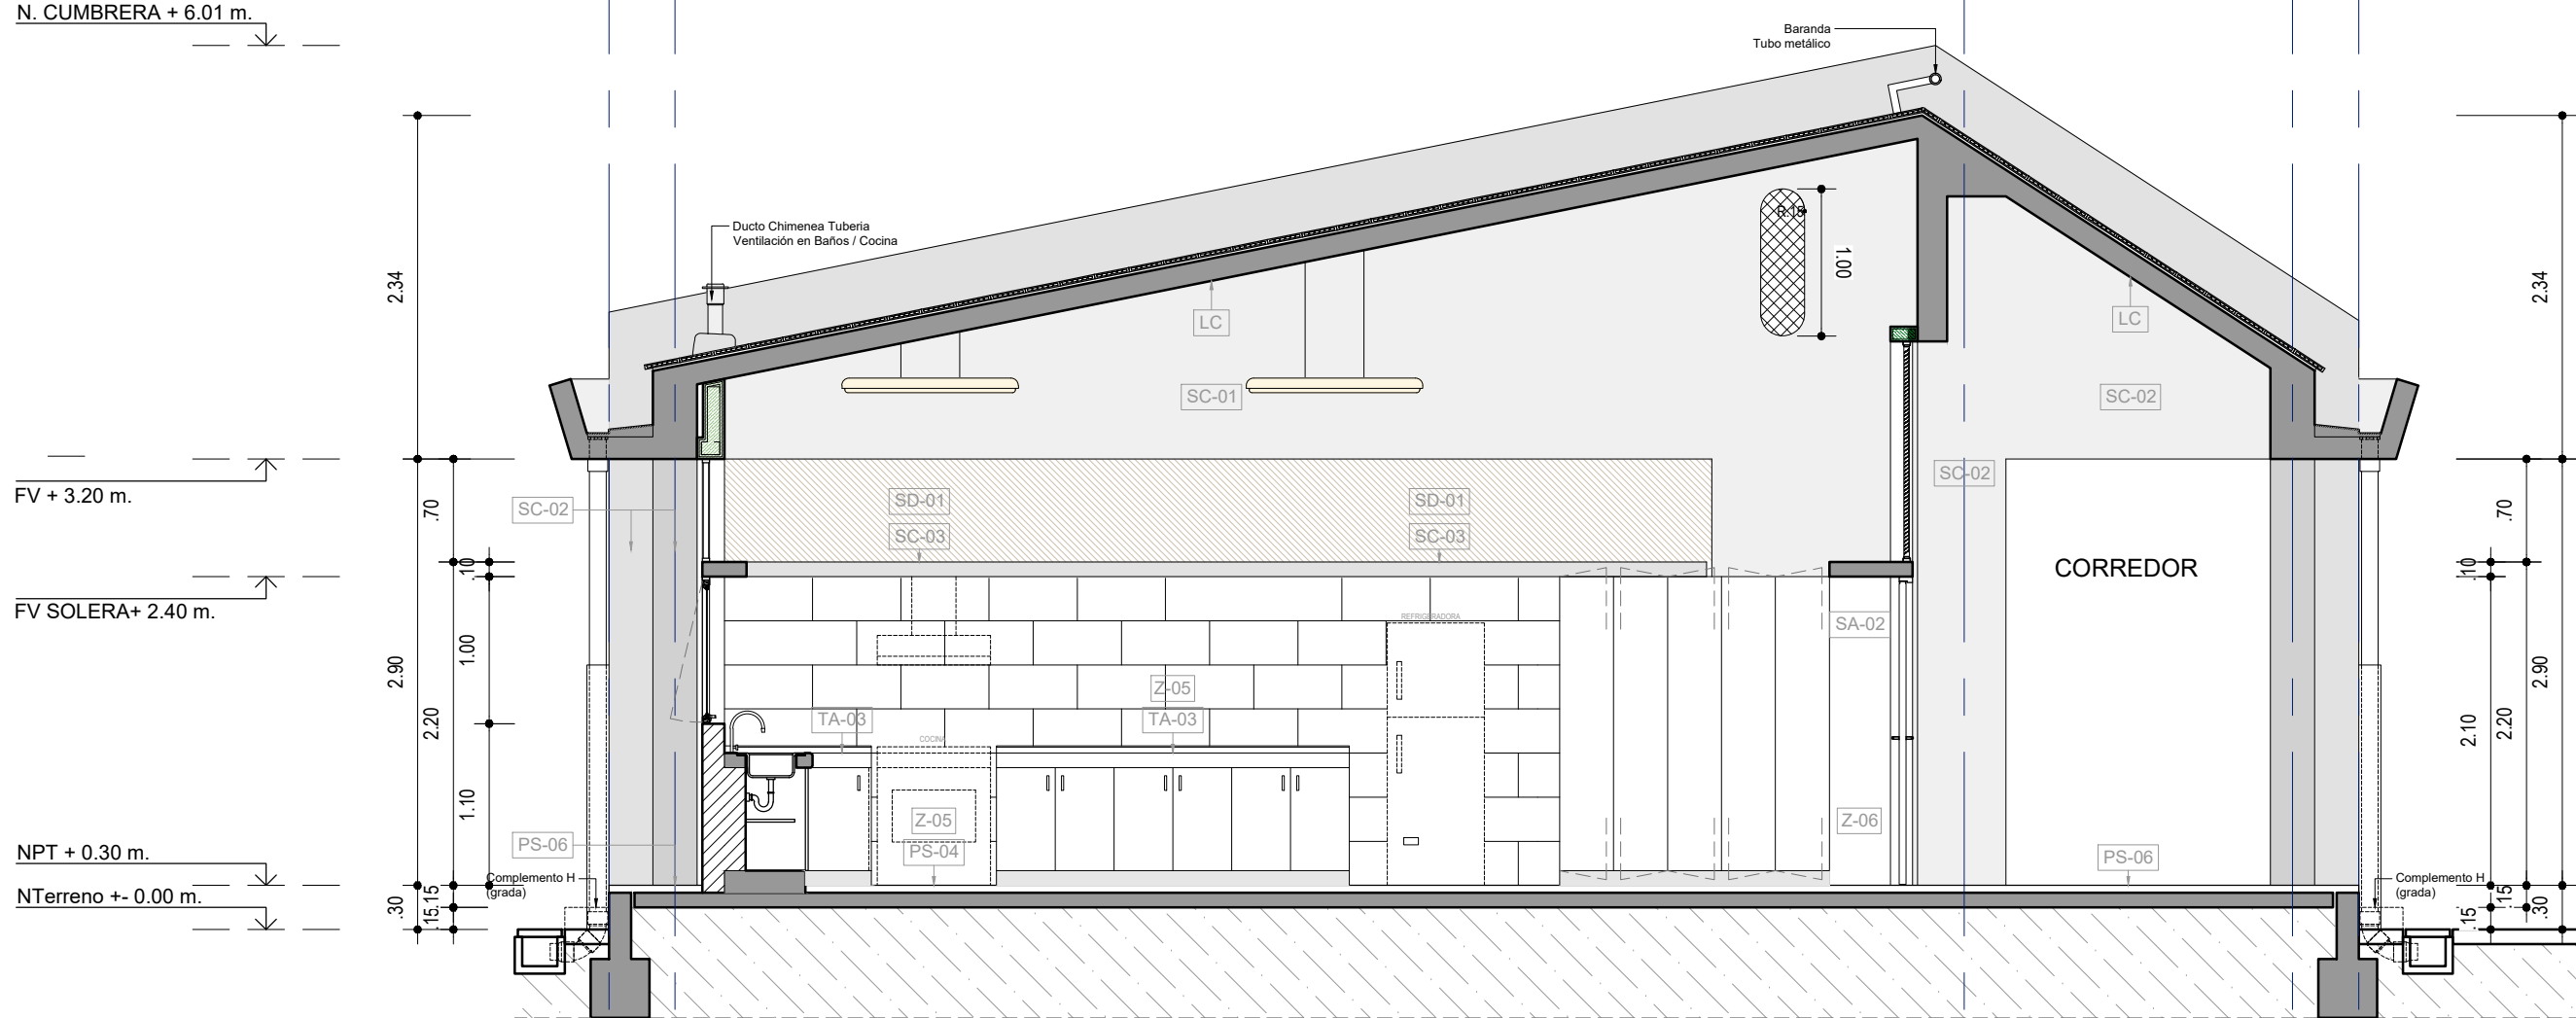 N. CUMBRERA + 6.01 m.
Baranda
Tubo metálico
Ducto Chimenea Tuberia
Ventilación en Baños / Cocina
R.15
1.00
2.34
2.34
LC
LC
SC-01
SC-02
FV + 3.20 m.
SC-02
SC-02
SD-01
SD-01
SC-03
SC-03
.70
.70
.10
.10
CORREDOR
FV SOLERA+ 2.40 m.
REFRIGERADORA
SA-02
1.00
2.90
2.20
2.10
2.20
2.90
Z-05
TA-03
TA-03
COCINA
1.10
Z-05
Z-06
PS-06
PS-04
PS-06
NPT + 0.30 m.
Complemento H
(grada)
Complemento H
(grada)
NTerreno +- 0.00 m.
.30
.15
.15
.15
.15
.30